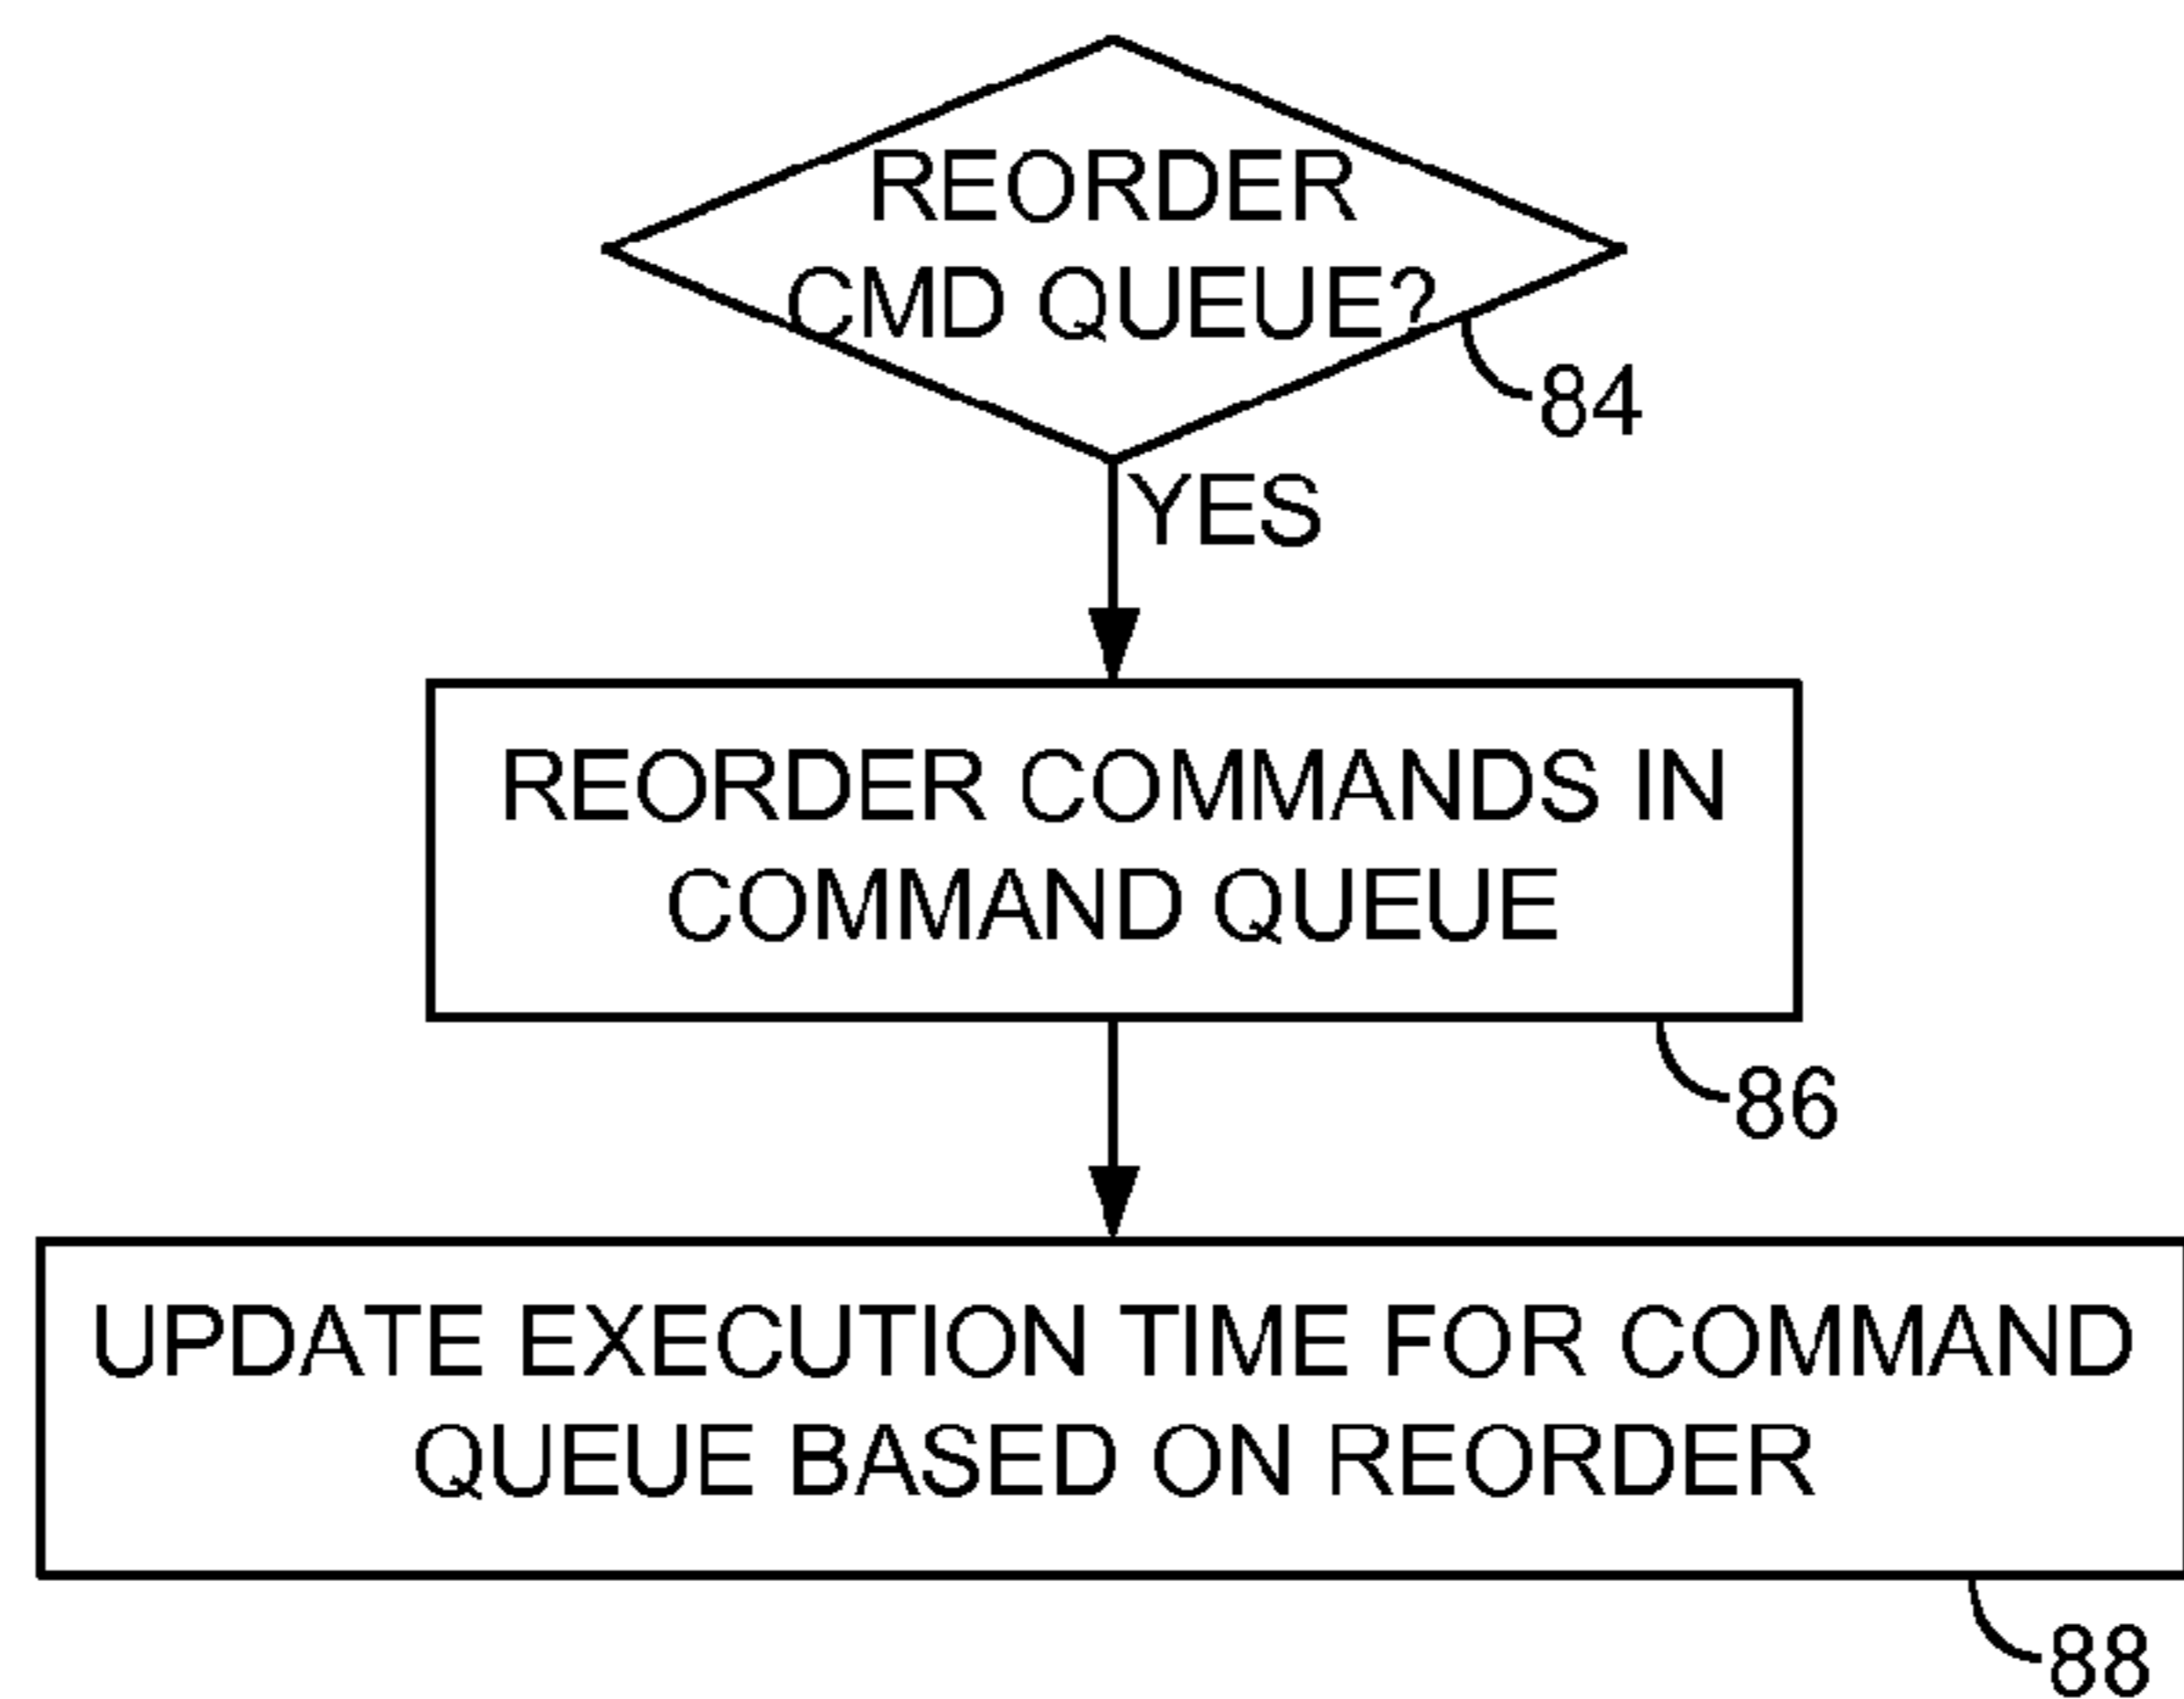 REORDER
CMD QUEUE?
84
YES
REORDER COMMANDS IN
COMMAND QUEUE
86
UPDATE EXECUTION TIME FOR COMMAND
QUEUE BASED ON REORDER
88